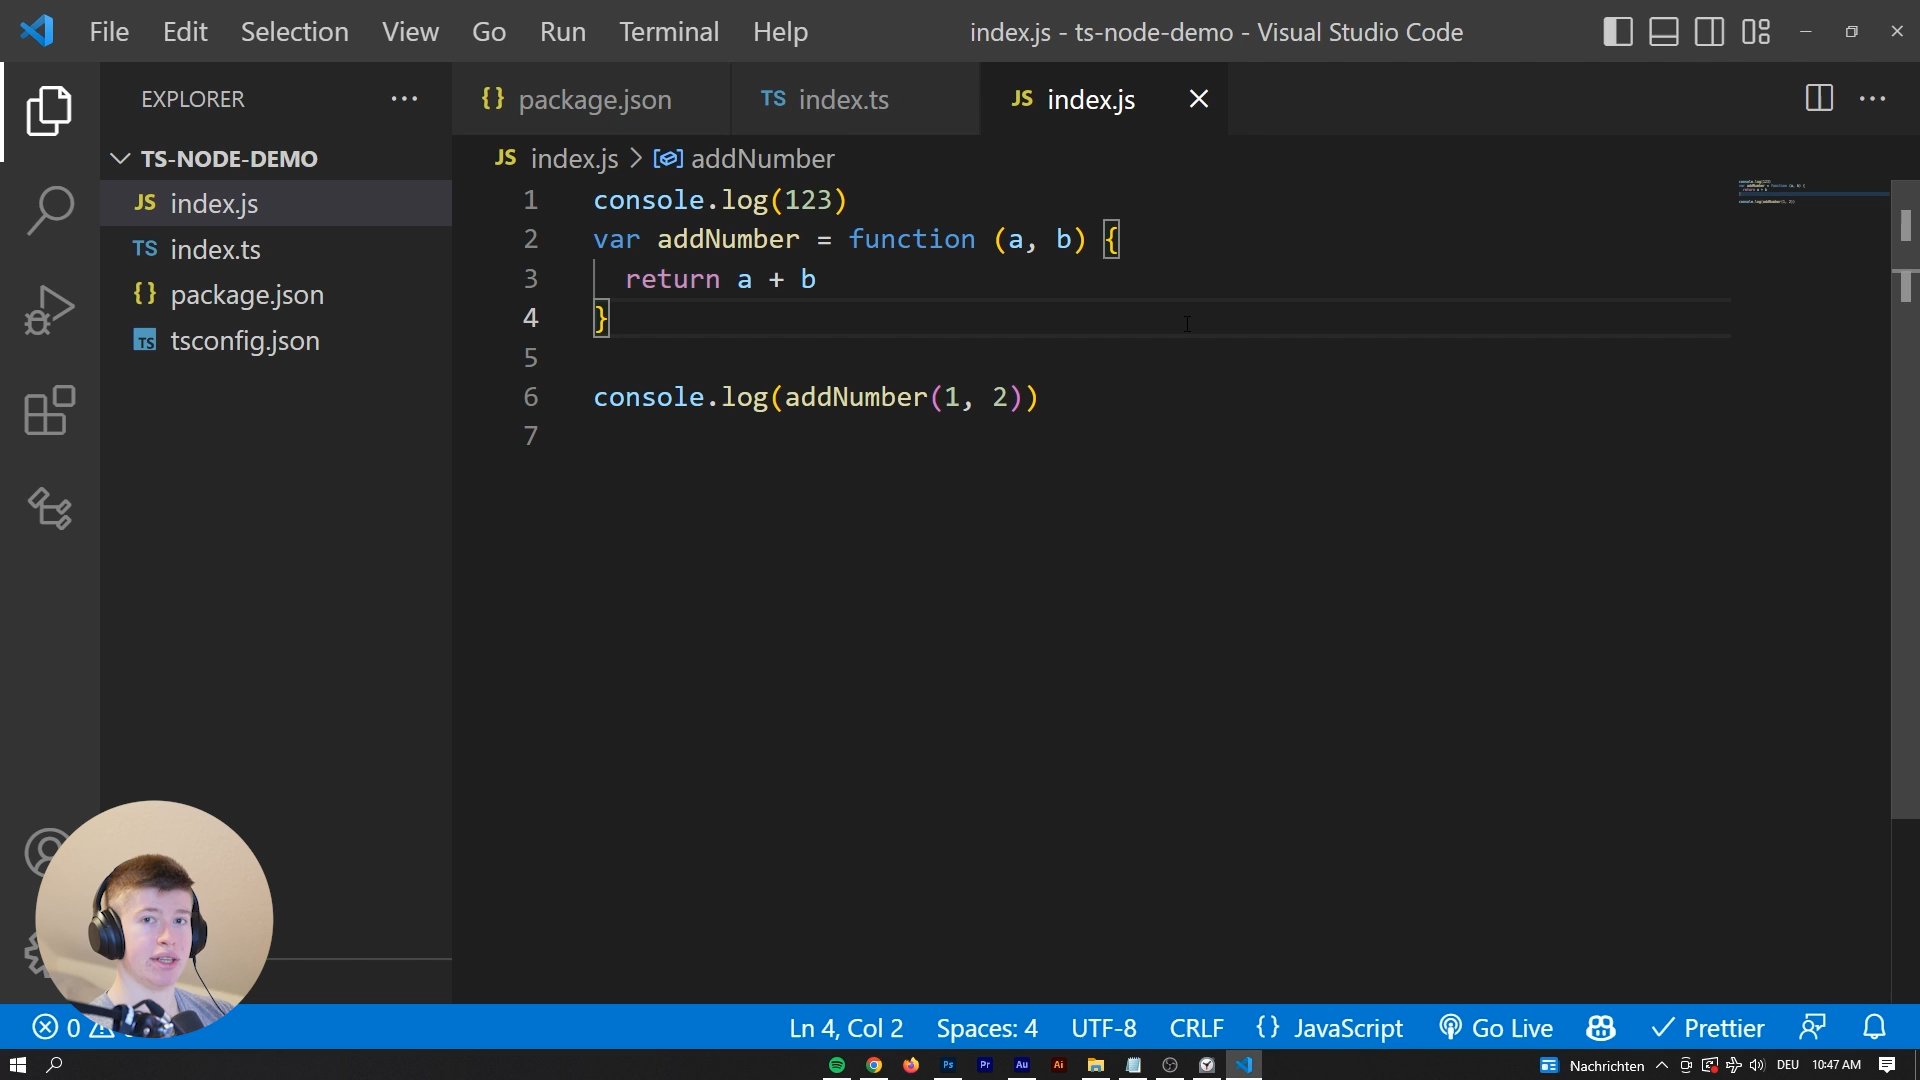 File Edit Selection View Go Run Terminal Help
index.js - ts-node-demo - Visual Studio Code
EXPLORER
TS-NODE-DEMO
JS index.js
TS index.ts
{} package.json
TS tsconfig.json
{} package.json
TS index.ts
JS index.js
JS index.js > addNumber
1 console.log(123)
2 var addNumber = function (a, b) {
3 return a + b
4 }
5
6 console.log(addNumber(1, 2))
7
0
Ln 4, Col 2 Spaces: 4 UTF-8 CRLF {} JavaScript Go Live Prettier
Ps Pr Au Ai
Nachrichten DEU 10:47 AM